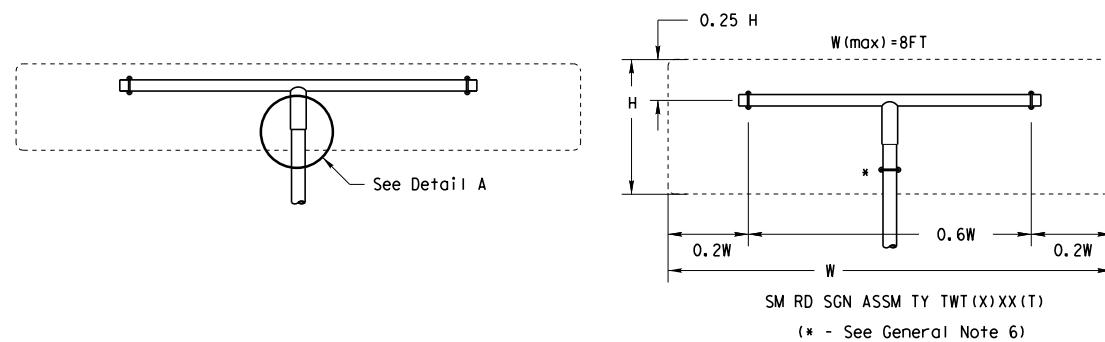 See Detail A
0.25 H
W(max)=8FT
H
*
0.2W
0.6W
0.2W
W
SM RD SGN ASSM TY TWT(X)XX(T)
(* - See General Note 6)